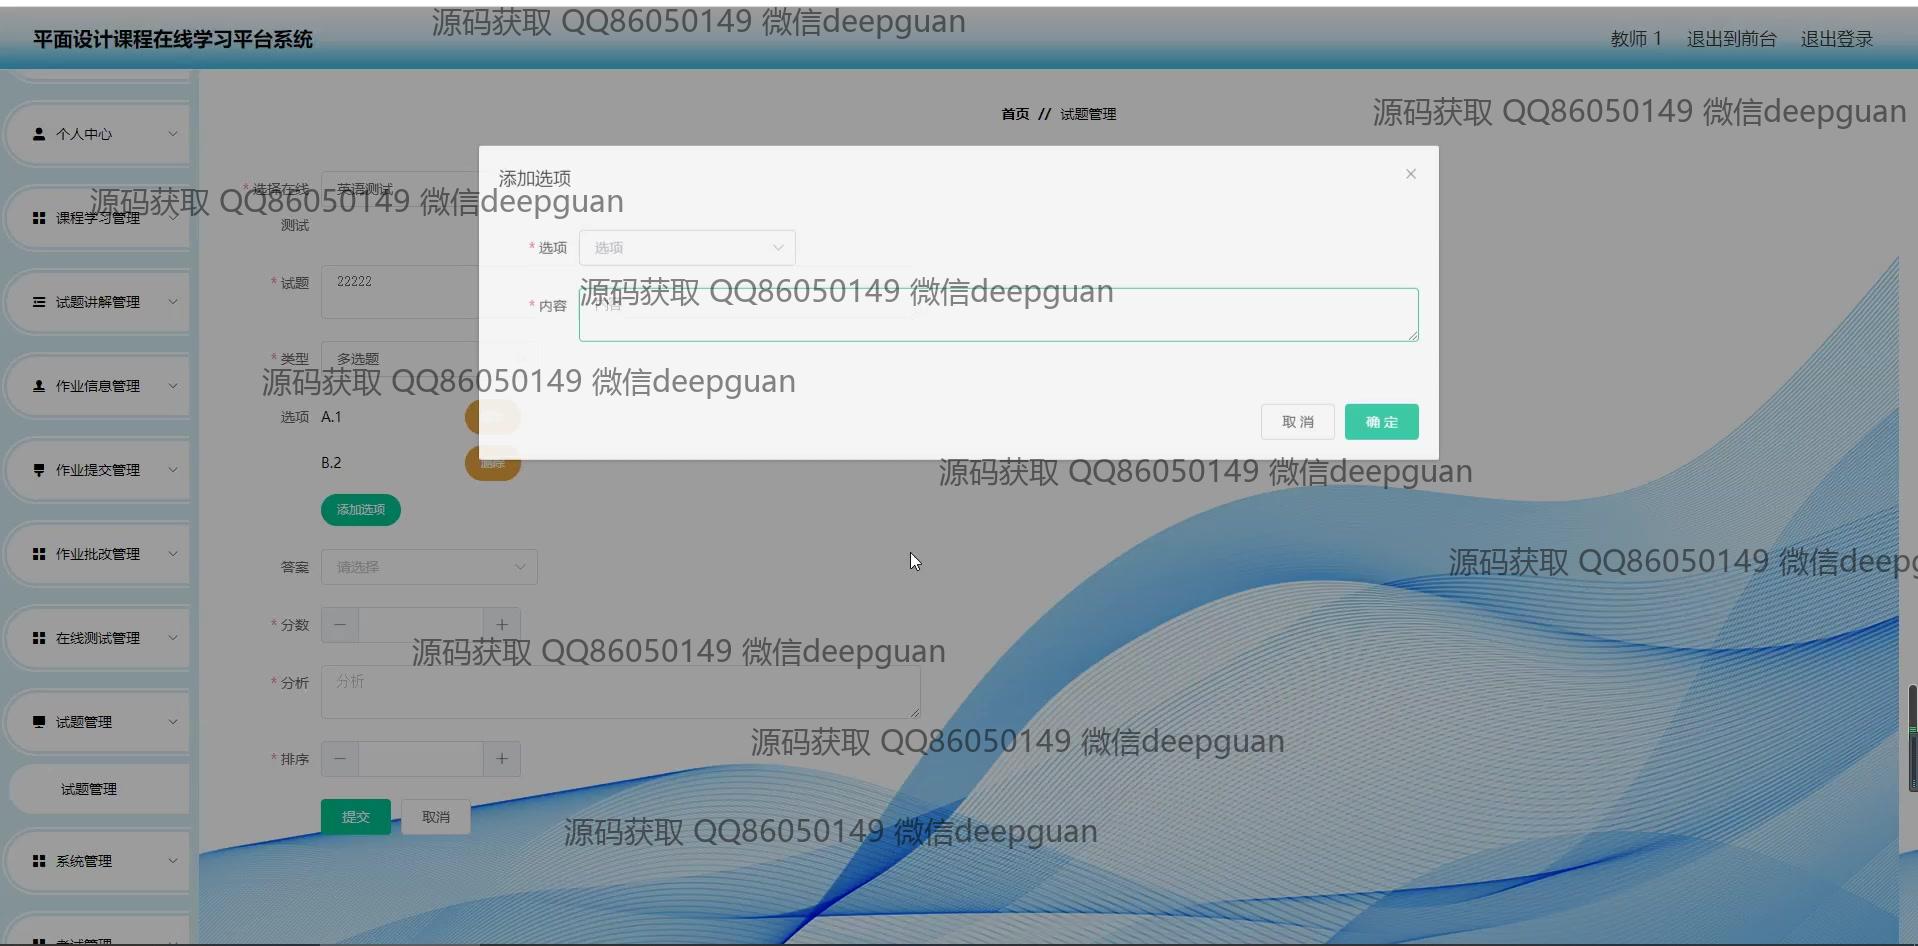 源码获取 QQ86050149 微信deepguan
平面设计课程在线学习平台系统
教师 1 退出到前台 退出登录
源码获取 QQ86050149 微信deepguan
首页 // 试题管理
个人中心
添加选项
* 选择在线测试 英语测试
源码获取 QQ86050149 微信deepguan
课程学习管理
* 选项 选项
* 试题 22222
源码获取 QQ86050149 微信deepguan
* 内容 内容
试题讲解管理
* 类型 多选题
源码获取 QQ86050149 微信deepguan
作业信息管理
选项 A.1
取消 确定
B.2 删除
源码获取 QQ86050149 微信deepguan
作业提交管理
添加选项
作业批改管理
答案 请选择
源码获取 QQ86050149 微信deepg
* 分数
在线测试管理
源码获取 QQ86050149 微信deepguan
* 分析 分析
试题管理
源码获取 QQ86050149 微信deepguan
* 排序
试题管理
提交 取消
源码获取 QQ86050149 微信deepguan
系统管理
考试管理